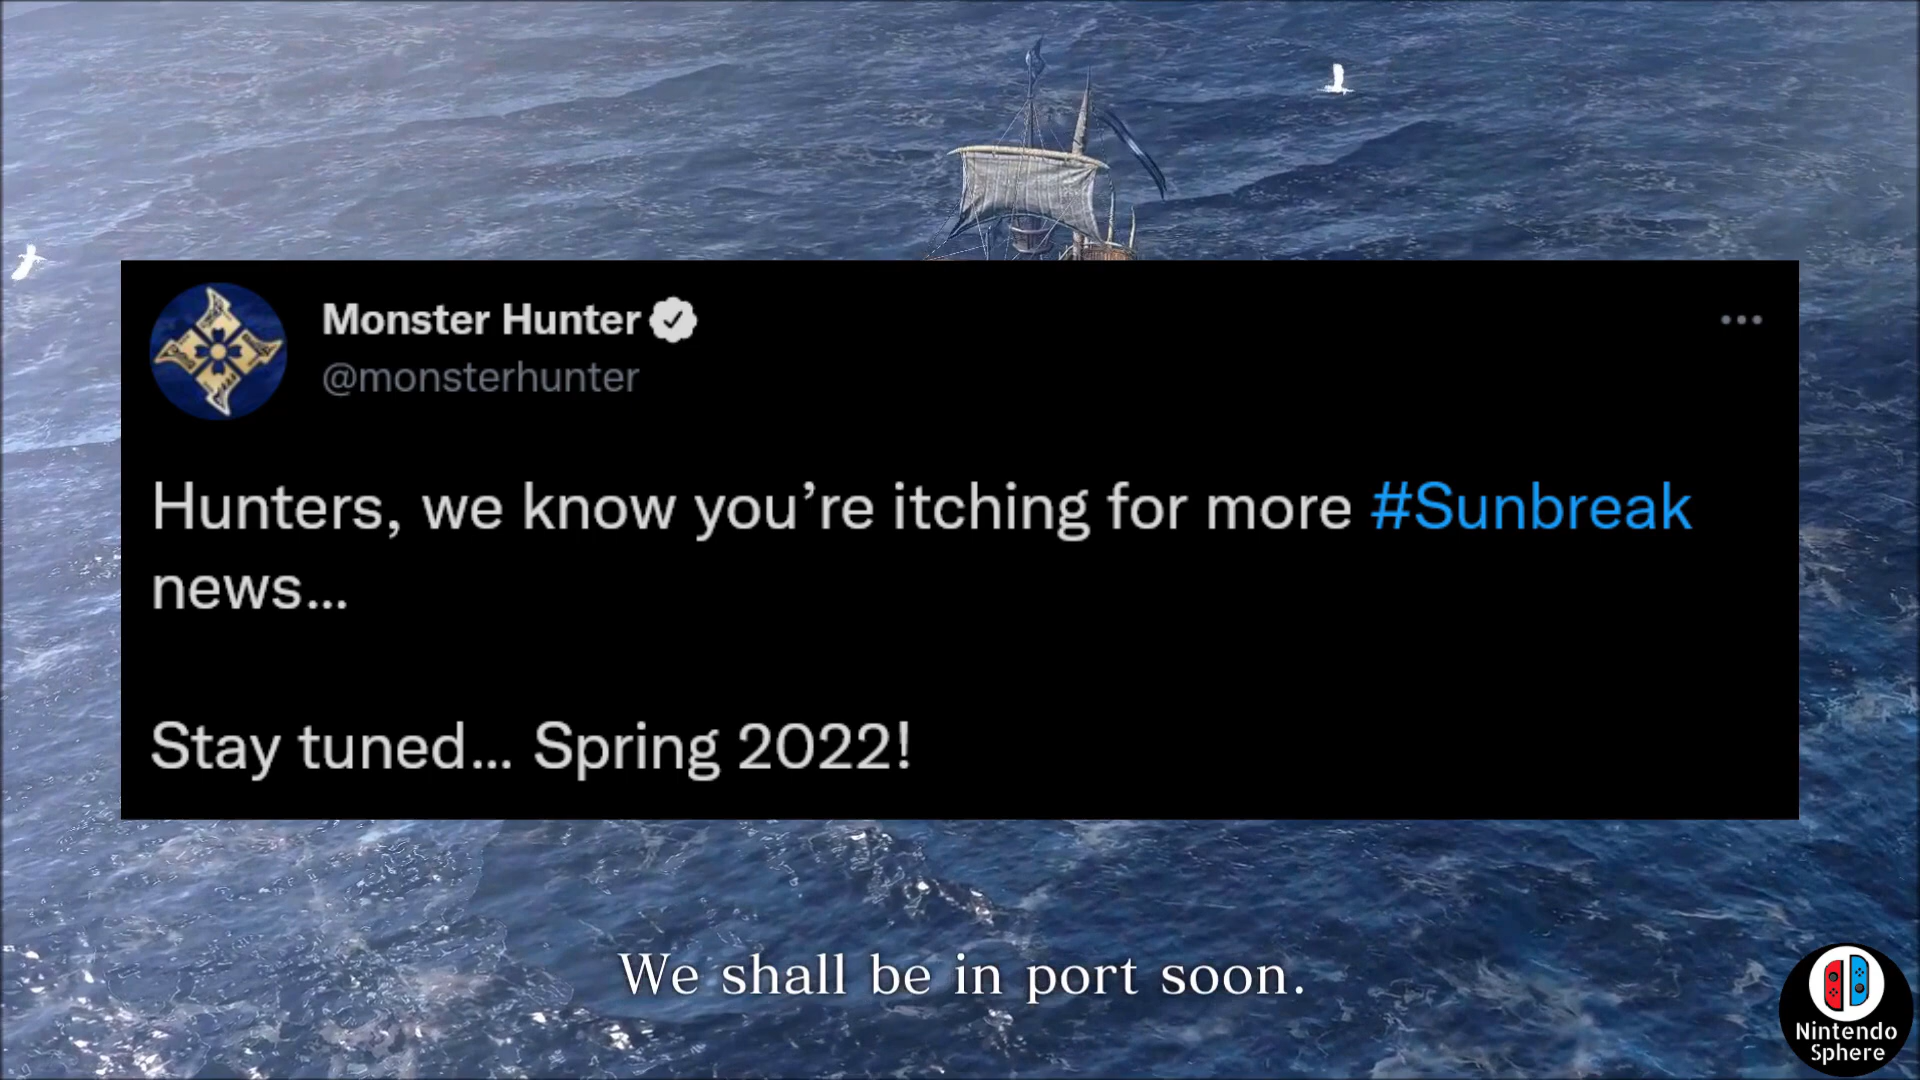 Monster Hunter
@monsterhunter
Hunters, we know you’re itching for more #Sunbreak
news...
Stay tuned... Spring 2022!
We shall be in port soon.
Nintendo
Sphere